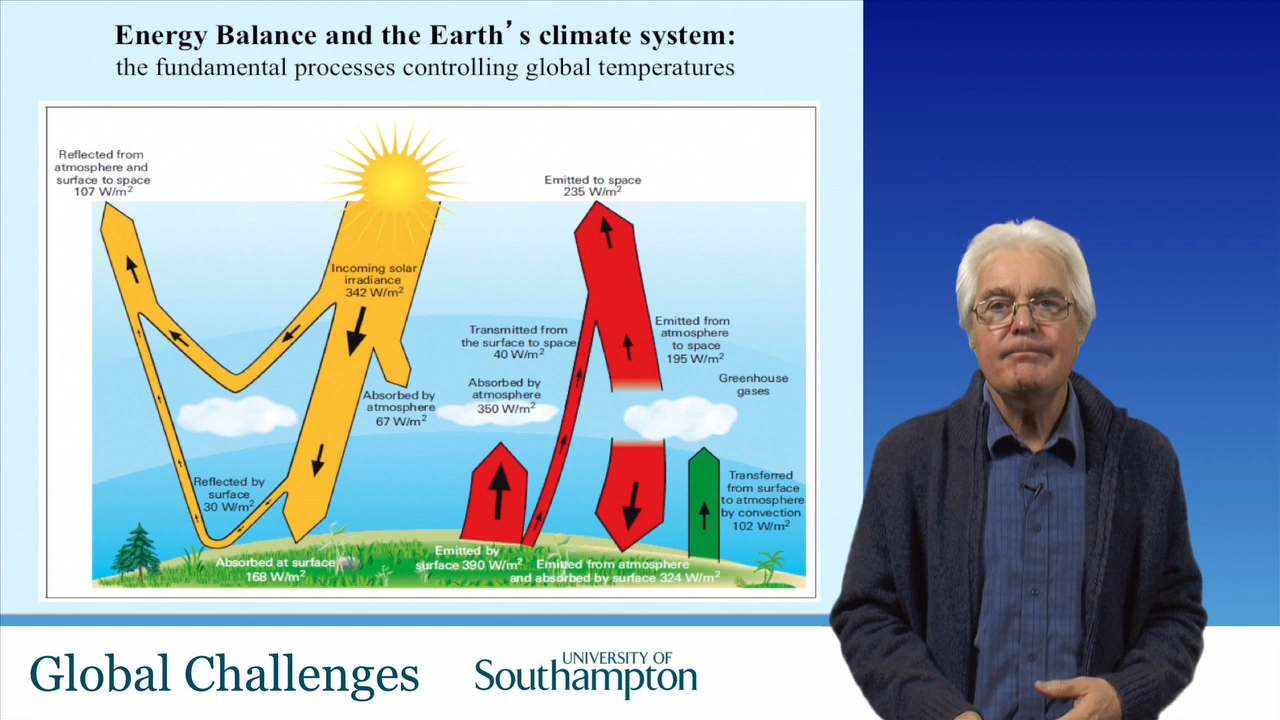 Energy Balance and the Earth's climate system:
the fundamental processes controlling global temperatures
Reflected from
atmosphere and
surface to space
107 W/m²
Incoming solar
irradiance
342 W/m²
Emitted to space
235 W/m²
Transmitted from
the surface to space
40 W/m²
Emitted from
atmosphere
to space
195 W/m²
Greenhouse
gases
Absorbed by
atmosphere
67 W/m²
Absorbed by
atmosphere
350 W/m²
Reflected by
surface
30 W/m²
Transferred
from surface
to atmosphere
by convection
102 W/m²
Absorbed at surface
168 W/m²
Emitted by
surface 390 W/m²
Emitted from atmosphere
and absorbed by surface 324 W/m²
Global Challenges
UNIVERSITY OF
Southampton